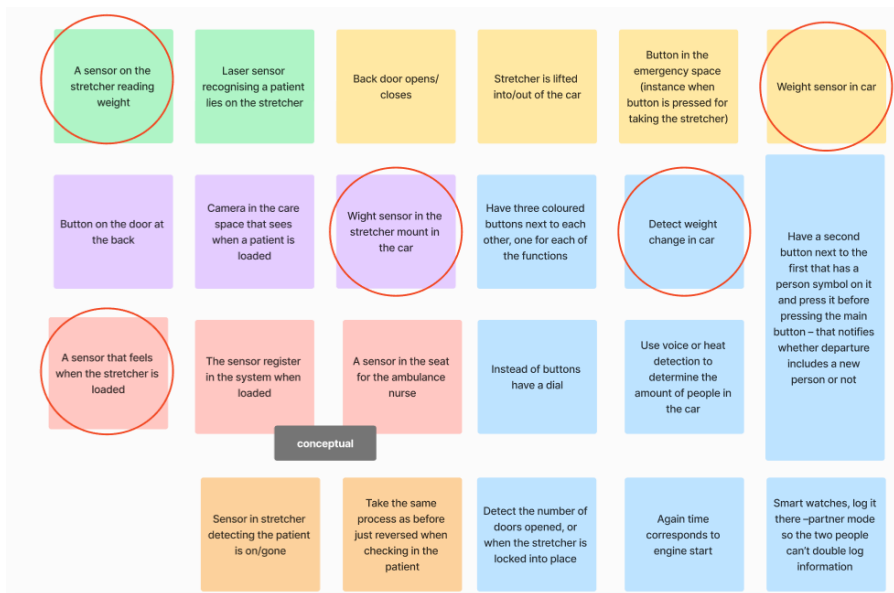 A sensor on the
stretcher reading
weight
Laser sensor
recognising a patient
lies on the stretcher
Back door opens/
closes
Stretcher is lifted
into/out of the car
Button in the
emergency space
(instance when
button is pressed for
taking the stretcher)
Weight sensor in car
Button on the door at
the back
Camera in the care
space that sees
when a patient is
loaded
Wight sensor in the
stretcher mount in
the car
Have three coloured
buttons next to each
other, one for each of
the functions
Detect weight
change in car
Have a second
button next to the
first that has a
person symbol on it
and press it before
pressing the main
button – that notifies
whether departure
includes a new
person or not
A sensor that feels
when the stretcher is
loaded
The sensor register
in the system when
loaded
A sensor in the seat
for the ambulance
nurse
Instead of buttons
have a dial
Use voice or heat
detection to
determine the
amount of people in
the car
conceptual
Sensor in stretcher
detecting the patient
is on/gone
Take the same
process as before
just reversed when
checking in the
patient
Detect the number of
doors opened, or
when the stretcher is
locked into place
Again time
corresponds to
engine start
Smart watches, log it
there –partner mode
so the two people
can't double log
information